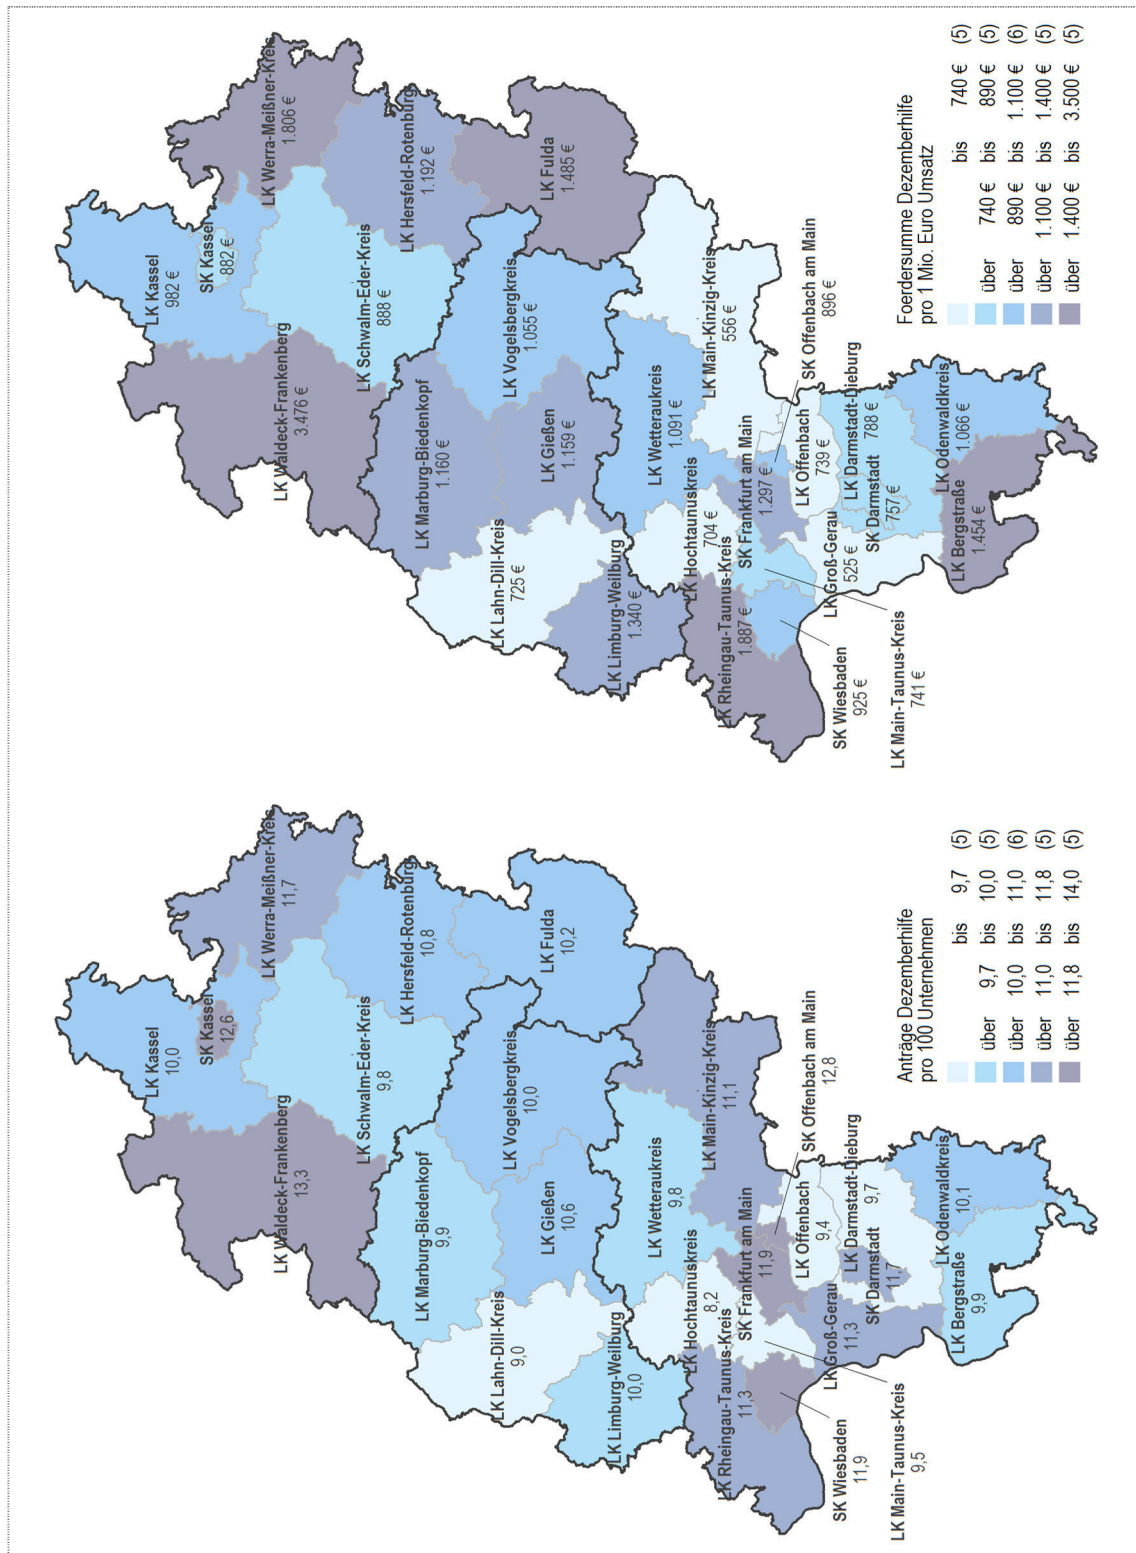 LK Kassel
10,0
SK Kassel
12,6
LK Werra-Meißner-Kreis
11,7
LK Waldeck-Frankenberg
13,3
LK Schwalm-Eder-Kreis
9,8
LK Hersfeld-Rotenburg
10,8
LK Marburg-Biedenkopf
9,9
LK Vogelsbergkreis
10,0
LK Fulda
10,2
LK Lahn-Dill-Kreis
9,0
LK Gießen
10,6
LK Limburg-Weilburg
10,0
LK Wetteraukreis
9,8
LK Hochtaunuskreis
8,2
LK Main-Kinzig-Kreis
11,1
LK Rheingau-Taunus-Kreis
11,3
SK Frankfurt am Main
11,9
SK Offenbach am Main
12,8
LK Offenbach
9,4
SK Wiesbaden
11,9
LK Groß-Gerau
11,3
LK Main-Taunus-Kreis
9,5
SK Darmstadt
11,7
LK Darmstadt-Dieburg
9,7
LK Bergstraße
9,9
LK Odenwaldkreis
10,1
Anträge Dezemberhilfe
pro 100 Unternehmen
bis 9,7 (5)
über 9,7 bis 10,0 (5)
über 10,0 bis 11,0 (6)
über 11,0 bis 11,8 (5)
über 11,8 bis 14,0 (5)
LK Kassel
982 €
SK Kassel
882 €
LK Werra-Meißner-Kreis
1.806 €
LK Waldeck-Frankenberg
3.476 €
LK Schwalm-Eder-Kreis
888 €
LK Hersfeld-Rotenburg
1.192 €
LK Marburg-Biedenkopf
1.160 €
LK Vogelsbergkreis
1.055 €
LK Fulda
1.485 €
LK Lahn-Dill-Kreis
725 €
LK Gießen
1.159 €
LK Limburg-Weilburg
1.340 €
LK Wetteraukreis
1.091 €
LK Hochtaunuskreis
704 €
LK Main-Kinzig-Kreis
556 €
LK Rheingau-Taunus-Kreis
1.887 €
SK Frankfurt am Main
1.297 €
SK Offenbach am Main
896 €
LK Offenbach
739 €
SK Wiesbaden
925 €
LK Groß-Gerau
525 €
LK Main-Taunus-Kreis
741 €
SK Darmstadt
757 €
LK Darmstadt-Dieburg
788 €
LK Bergstraße
1.454 €
LK Odenwaldkreis
1.066 €
Foerdersumme Dezemberhilfe
pro 1 Mio. Euro Umsatz
bis 740 € (5)
über 740 € bis 890 € (5)
über 890 € bis 1.100 € (6)
über 1.100 € bis 1.400 € (5)
über 1.400 € bis 3.500 € (5)